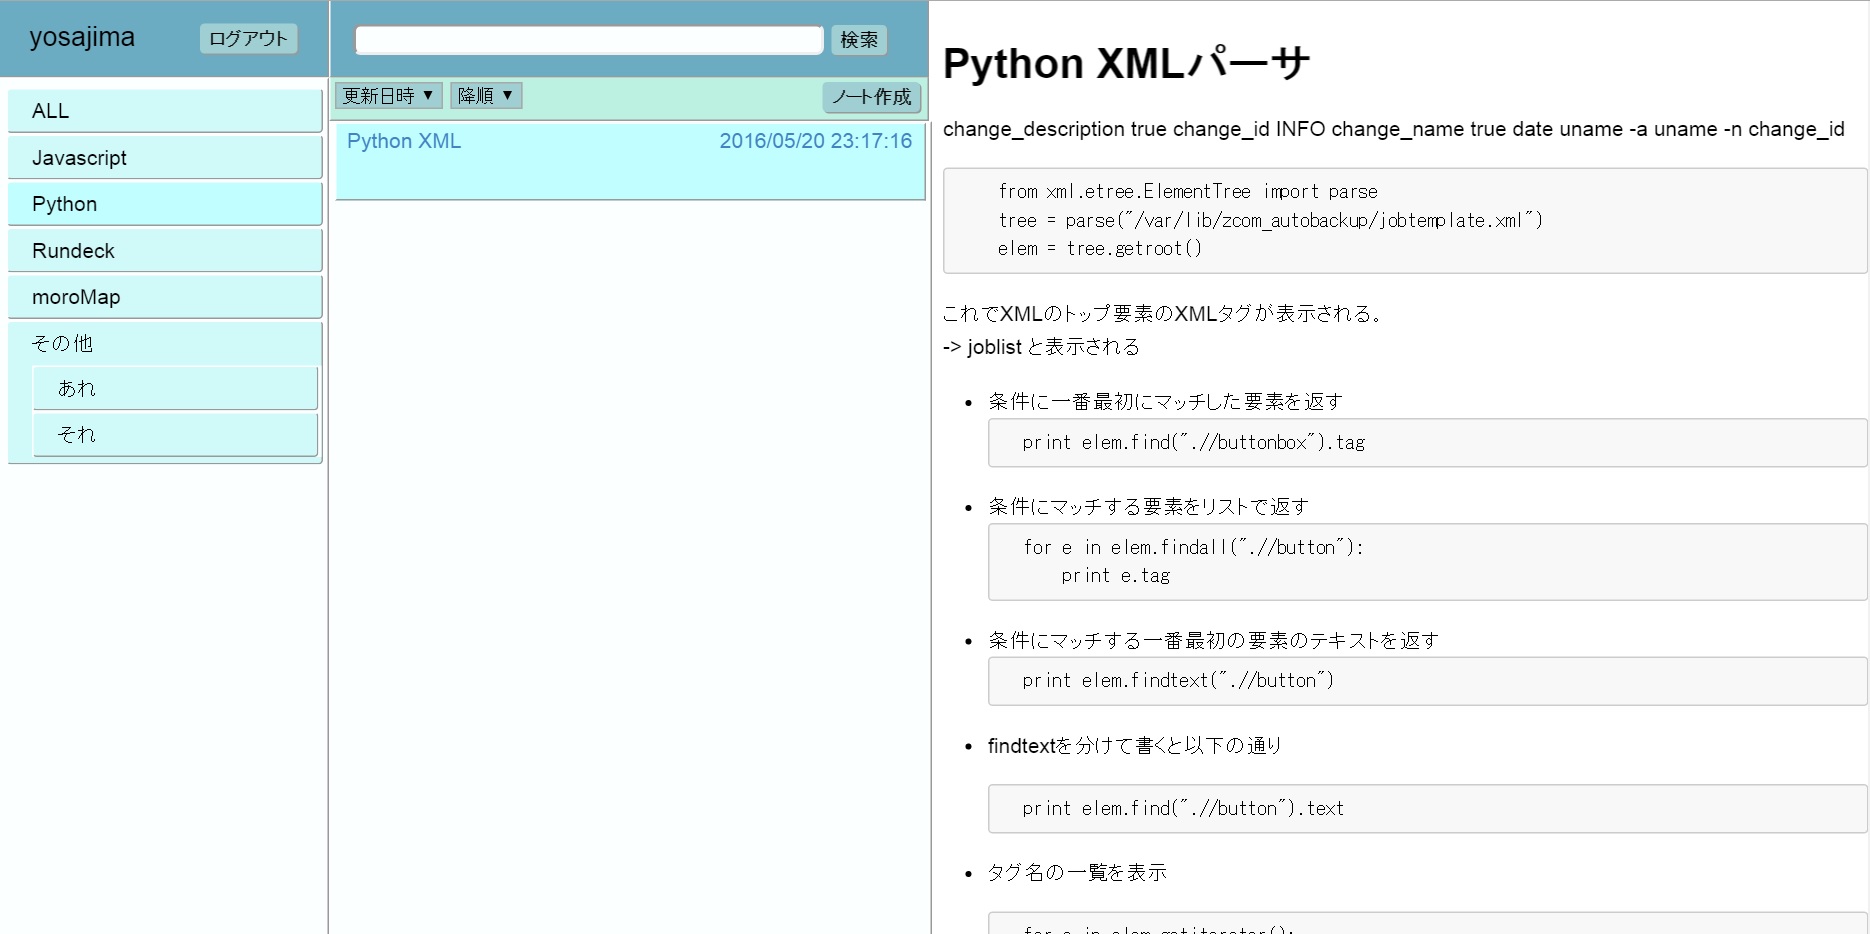 yosajima
ログアウト
検索
ALL
Javascript
Python
Rundeck
moroMap
その他
あれ
それ
更新日時 ▼
降順 ▼
ノート作成
Python XML 2016/05/20 23:17:16
Python XMLパーサ
change_description true change_id INFO change_name true date uname -a uname -n change_id
from xml.etree.ElementTree import parse
tree = parse("/var/lib/zcom_autobackup/jobtemplate.xml")
elem = tree.getroot()
これでXMLのトップ要素のXMLタグが表示される。
-> joblist と表示される
• 条件に一番最初にマッチした要素を返す
print elem.find(".//buttonbox").tag
• 条件にマッチする要素をリストで返す
for e in elem.findall(".//button"):
    print e.tag
• 条件にマッチする一番最初の要素のテキストを返す
print elem.findtext(".//button")
• findtextを分けて書くと以下の通り
print elem.find(".//button").text
• タグ名の一覧を表示
for e in elem.getiterator():